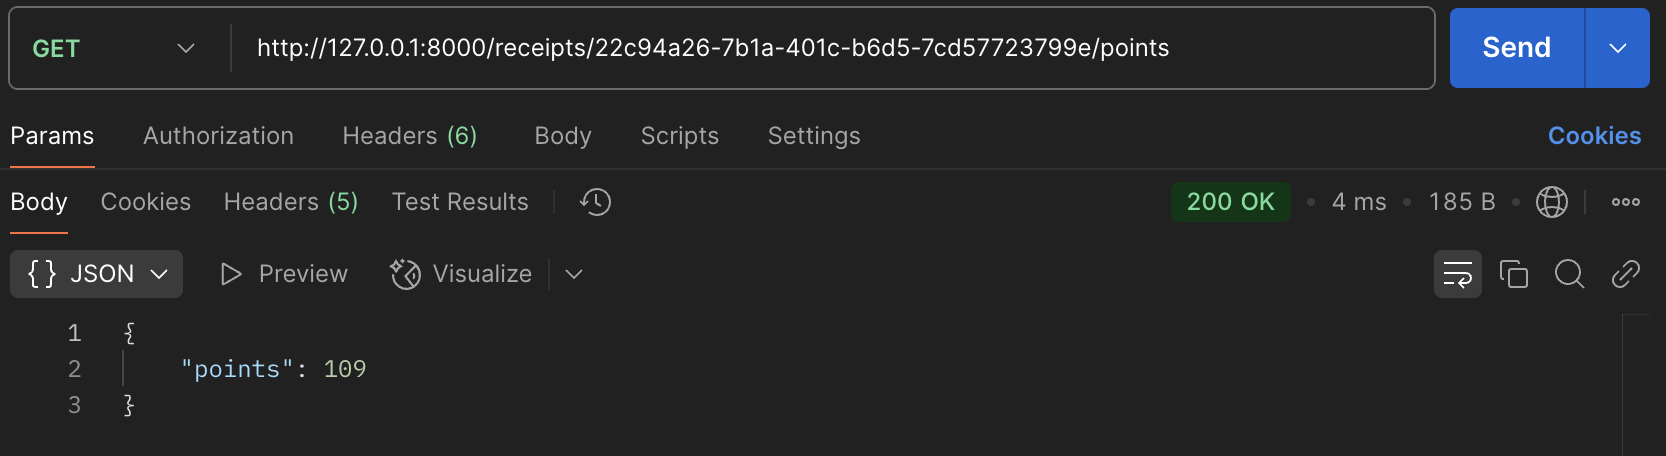 GET http://127.0.0.1:8000/receipts/22c94a26-7b1a-401c-b6d5-7cd57723799e/points Send
Params Authorization Headers (6) Body Scripts Settings Cookies
Body Cookies Headers (5) Test Results 200 OK • 4 ms • 185 B •
{} JSON Preview Visualize
1 {
2 "points": 109
3 }